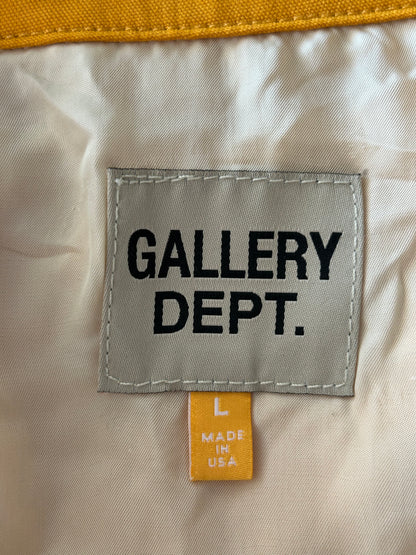 GALLERY
DEPT.
L
MADE
IN
USA